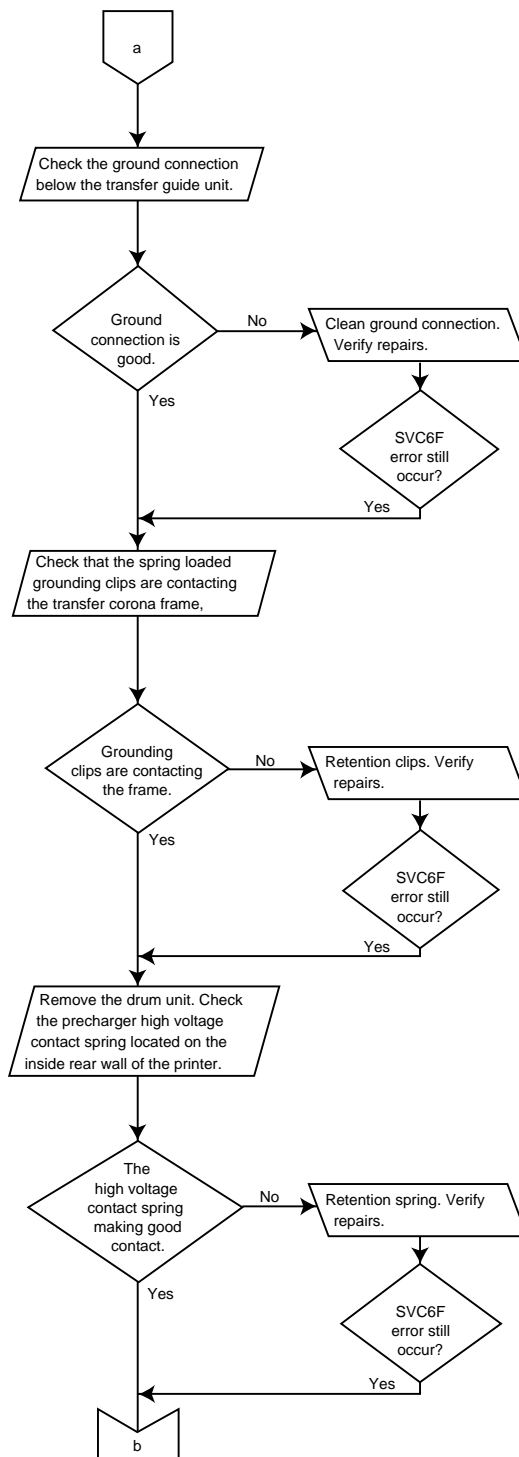 a
Check the ground connection
below the transfer guide unit.
Ground
connection is
good.
No
Clean ground connection.
Verify repairs.
Yes
SVC6F
error still
occur?
Yes
Check that the spring loaded
grounding clips are contacting
the transfer corona frame,
Grounding
clips are contacting
the frame.
No
Retention clips. Verify
repairs.
Yes
SVC6F
error still
occur?
Yes
Remove the drum unit. Check
the precharger high voltage
contact spring located on the
inside rear wall of the printer.
The
high voltage
contact spring
making good
contact.
No
Retention spring. Verify
repairs.
Yes
SVC6F
error still
occur?
Yes
b